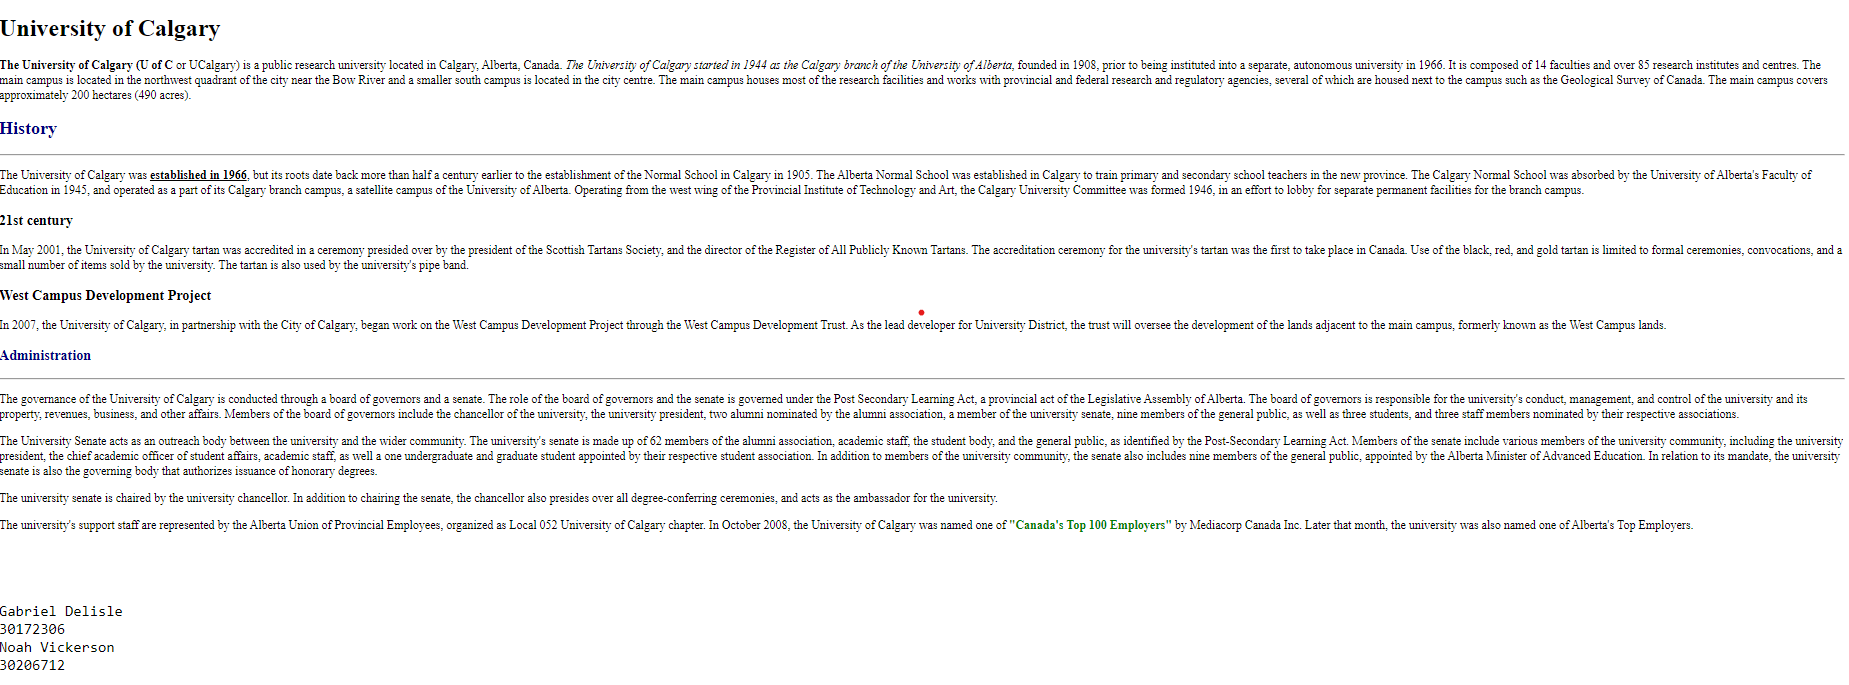 University of Calgary
The University of Calgary (U of C or UCalgary) is a public research university located in Calgary, Alberta, Canada. The University of Calgary started in 1944 as the Calgary branch of the University of Alberta, founded in 1908, prior to being instituted into a separate, autonomous university in 1966. It is composed of 14 faculties and over 85 research institutes and centres. The
main campus is located in the northwest quadrant of the city near the Bow River and a smaller south campus is located in the city centre. The main campus houses most of the research facilities and works with provincial and federal research and regulatory agencies, several of which are housed next to the campus such as the Geological Survey of Canada. The main campus covers
approximately 200 hectares (490 acres).
History
The University of Calgary was established in 1966, but its roots date back more than half a century earlier to the establishment of the Normal School in Calgary in 1905. The Alberta Normal School was established in Calgary to train primary and secondary school teachers in the new province. The Calgary Normal School was absorbed by the University of Alberta's Faculty of
Education in 1945, and operated as a part of its Calgary branch campus, a satellite campus of the University of Alberta. Operating from the west wing of the Provincial Institute of Technology and Art, the Calgary University Committee was formed 1946, in an effort to lobby for separate permanent facilities for the branch campus.
21st century
In May 2001, the University of Calgary tartan was accredited in a ceremony presided over by the president of the Scottish Tartans Society, and the director of the Register of All Publicly Known Tartans. The accreditation ceremony for the university's tartan was the first to take place in Canada. Use of the black, red, and gold tartan is limited to formal ceremonies, convocations, and a
small number of items sold by the university. The tartan is also used by the university's pipe band.
West Campus Development Project
In 2007, the University of Calgary, in partnership with the City of Calgary, began work on the West Campus Development Project through the West Campus Development Trust. As the lead developer for University District, the trust will oversee the development of the lands adjacent to the main campus, formerly known as the West Campus lands.
Administration
The governance of the University of Calgary is conducted through a board of governors and a senate. The role of the board of governors and the senate is governed under the Post Secondary Learning Act, a provincial act of the Legislative Assembly of Alberta. The board of governors is responsible for the university's conduct, management, and control of the university and its
property, revenues, business, and other affairs. Members of the board of governors include the chancellor of the university, the university president, two alumni nominated by the alumni association, a member of the university senate, nine members of the general public, as well as three students, and three staff members nominated by their respective associations.
The University Senate acts as an outreach body between the university and the wider community. The university's senate is made up of 62 members of the alumni association, academic staff, the student body, and the general public, as identified by the Post-Secondary Learning Act. Members of the senate include various members of the university community, including the university
president, the chief academic officer of student affairs, academic staff, as well a one undergraduate and graduate student appointed by their respective student association. In addition to members of the university community, the senate also includes nine members of the general public, appointed by the Alberta Minister of Advanced Education. In relation to its mandate, the university
senate is also the governing body that authorizes issuance of honorary degrees.
The university senate is chaired by the university chancellor. In addition to chairing the senate, the chancellor also presides over all degree-conferring ceremonies, and acts as the ambassador for the university.
The university's support staff are represented by the Alberta Union of Provincial Employees, organized as Local 052 University of Calgary chapter. In October 2008, the University of Calgary was named one of "Canada's Top 100 Employers" by Mediacorp Canada Inc. Later that month, the university was also named one of Alberta's Top Employers.
Gabriel Delisle
30172306
Noah Vickerson
30206712